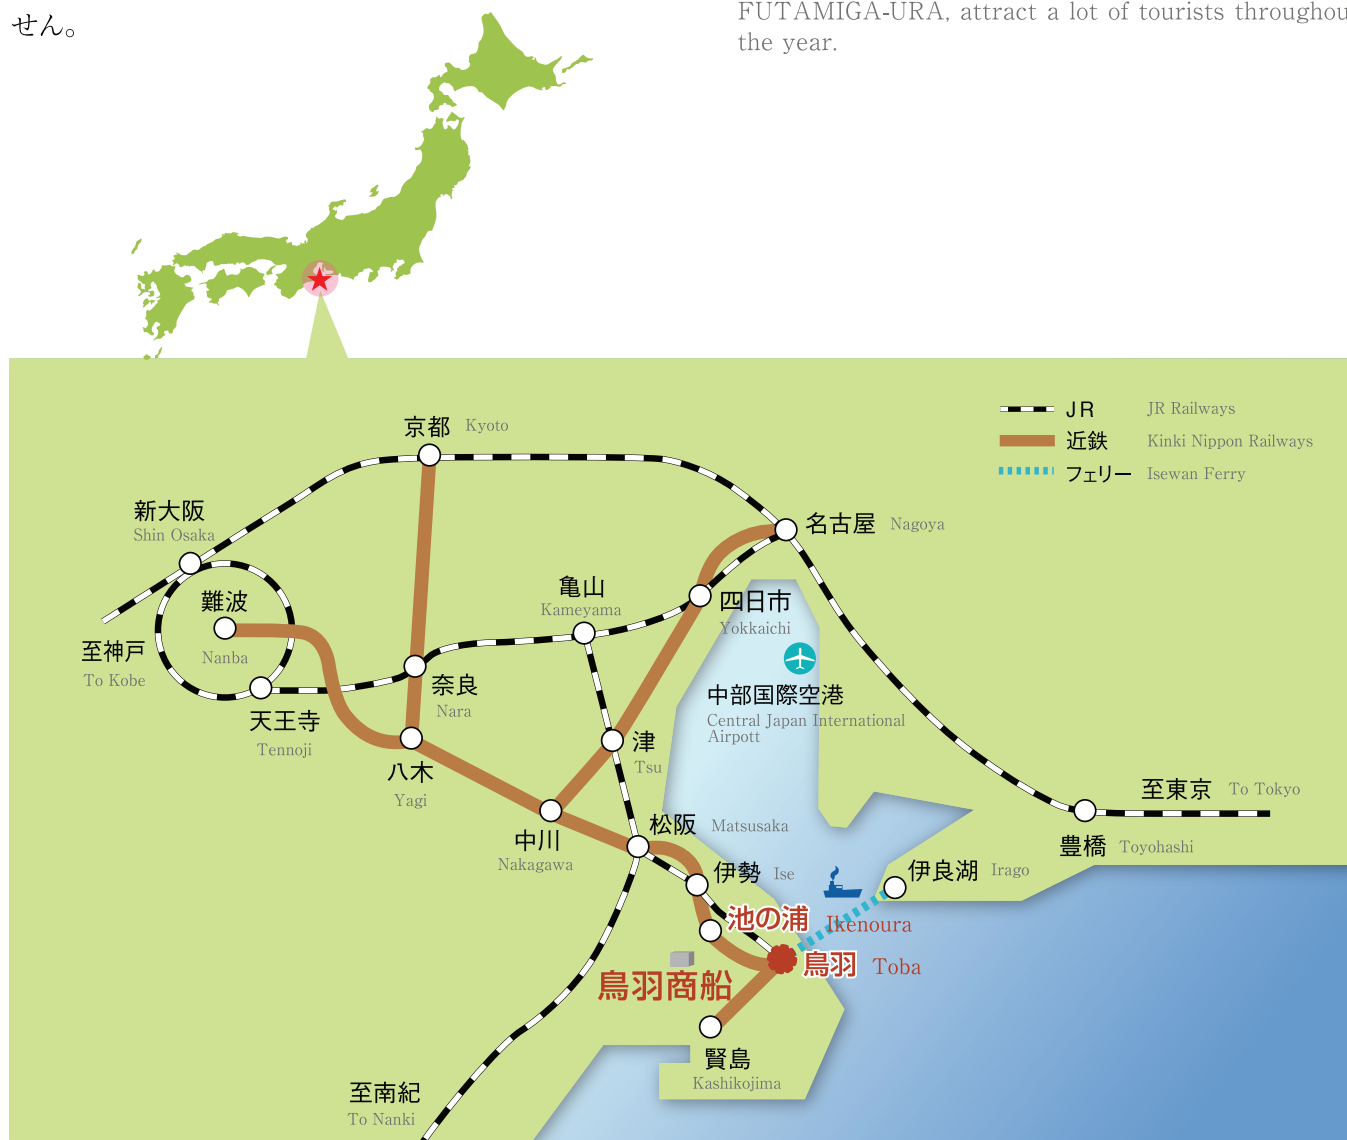 せん。
FUTAMIGA-URA, attract a lot of tourists throughou
the year.
JR JR Railways
近鉄 Kinki Nippon Railways
フェリー Isewan Ferry
京都 Kyoto
新大阪
Shin Osaka
名古屋 Nagoya
難波
Nanba
亀山
Kameyama
四日市
Yokkaichi
至神戸
To Kobe
奈良
Nara
中部国際空港
Central Japan International
Airpott
天王寺
Tennoji
津
Tsu
八木
Yagi
至東京 To Tokyo
中川
Nakagawa
松阪 Matsusaka
豊橋 Toyohashi
伊勢 Ise
伊良湖 Irago
池の浦 Ikenoura
鳥羽 Toba
鳥羽商船
賢島
Kashikojima
至南紀
To Nanki